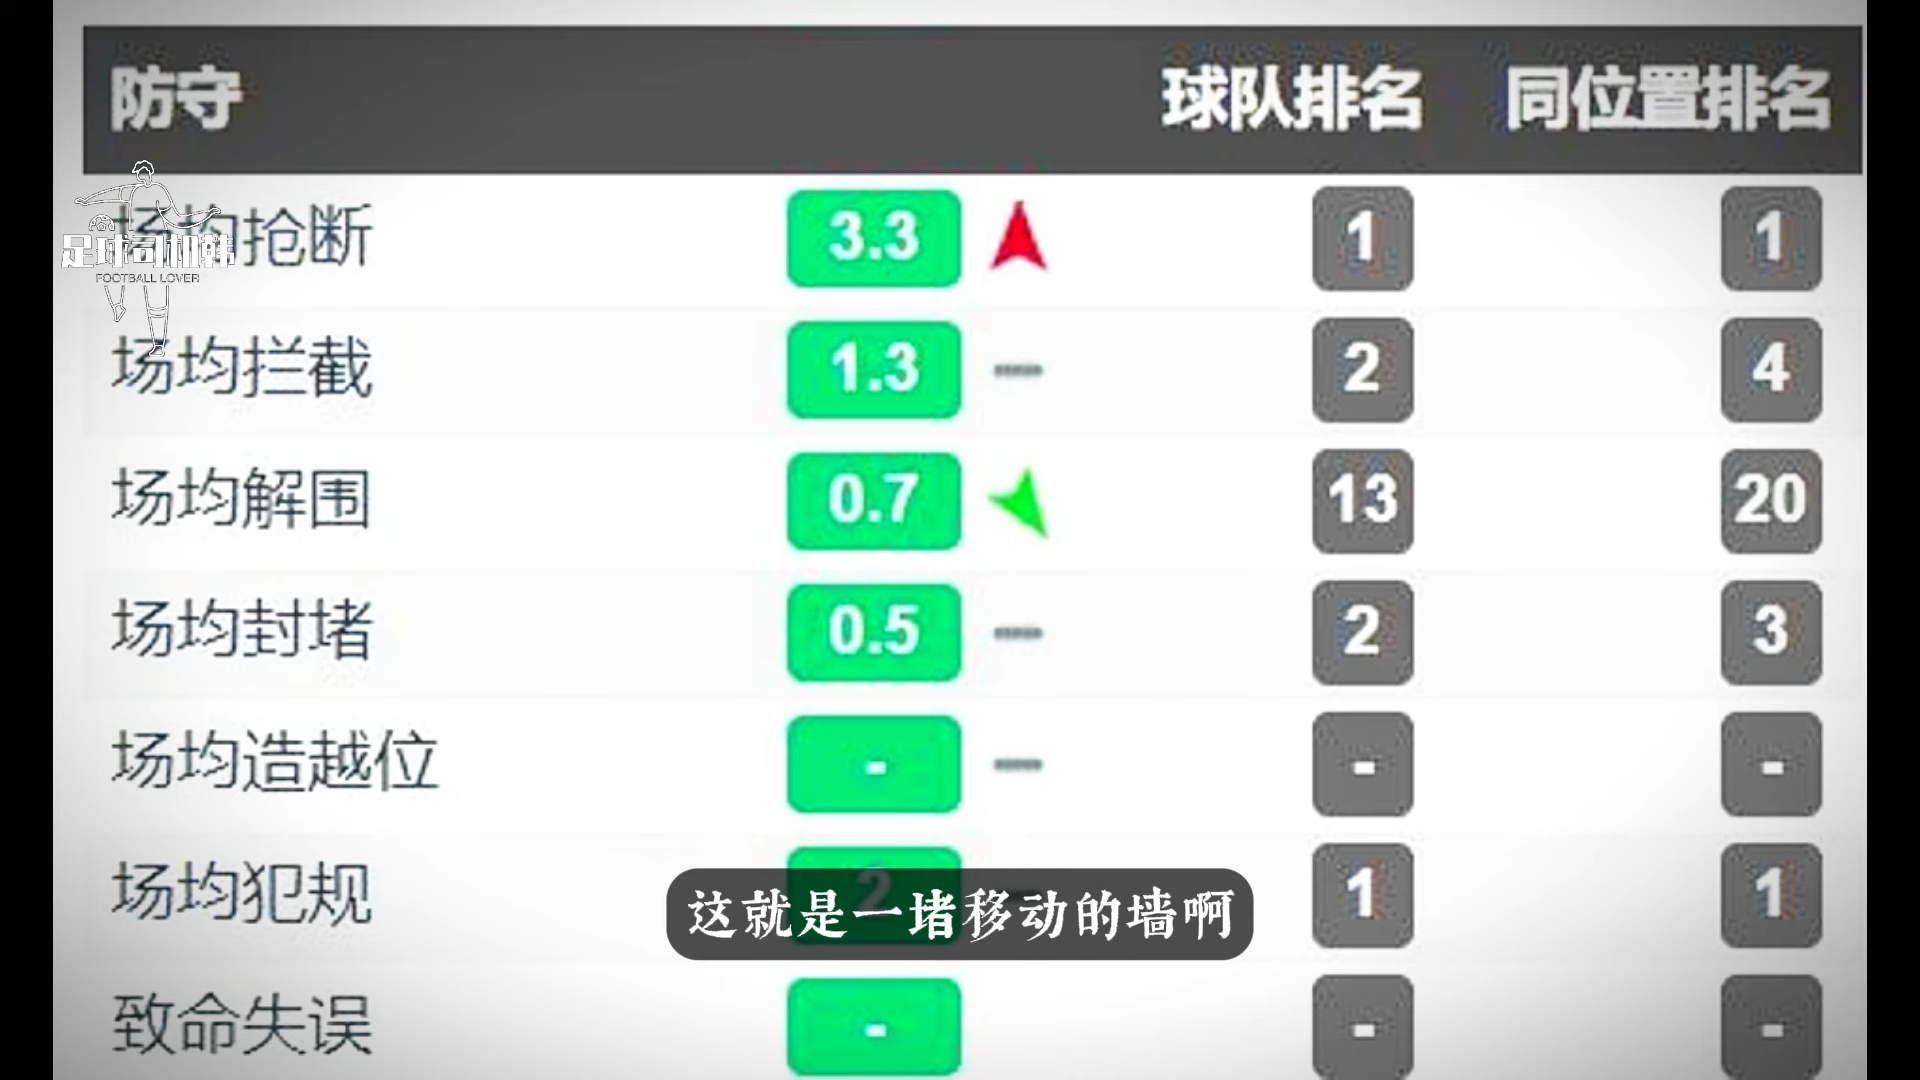 防守 球队排名 同位置排名
场均抢断 3.3 1 1
足球司机韩
FOOTBALL LOVER
场均拦截 1.3 — 2 4
场均解围 0.7 13 20
场均封堵 0.5 — 2 3
场均造越位 - — - -
场均犯规 2 — 1 1
这就是一堵移动的墙啊
致命失误 - - -